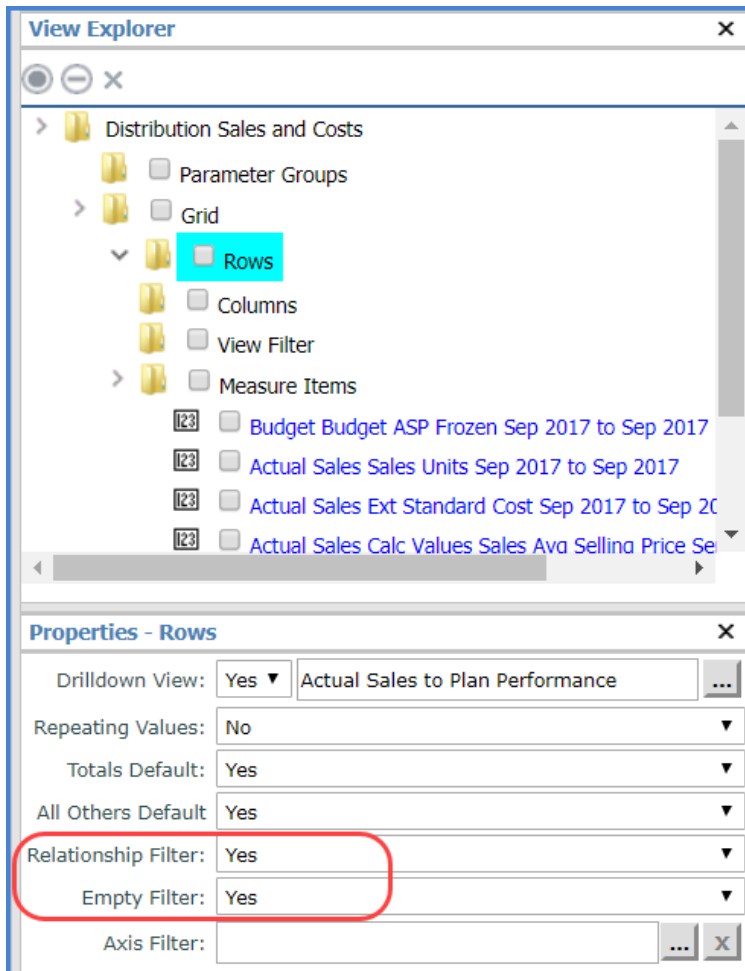 View Explorer
Distribution Sales and Costs
Parameter Groups
Grid
Rows
Columns
View Filter
Measure Items
123 Budget Budget ASP Frozen Sep 2017 to Sep 2017
123 Actual Sales Sales Units Sep 2017 to Sep 2017
123 Actual Sales Ext Standard Cost Sep 2017 to Sep 20
123 Actual Sales Calc Values Sales Avg Selling Price Se
Properties - Rows
Drilldown View: Yes Actual Sales to Plan Performance ...
Repeating Values: No
Totals Default: Yes
All Others Default Yes
Relationship Filter: Yes
Empty Filter: Yes
Axis Filter: ... X